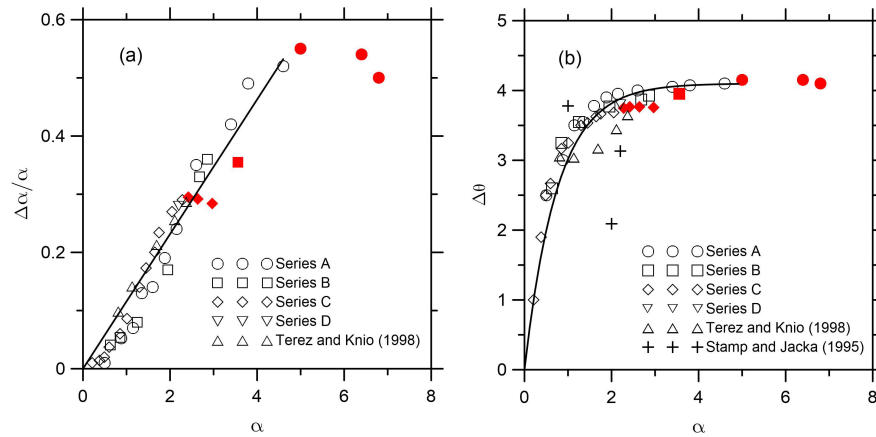 (a)
0.6
0.4
0.2
0
Δα/α
0
2
4
6
8
α
Series A
Series B
Series C
Series D
Terez and Knio (1998)
(b)
5
4
3
2
1
0
Δθ
0
2
4
6
8
α
Series A
Series B
Series C
Series D
Terez and Knio (1998)
Stamp and Jacka (1995)